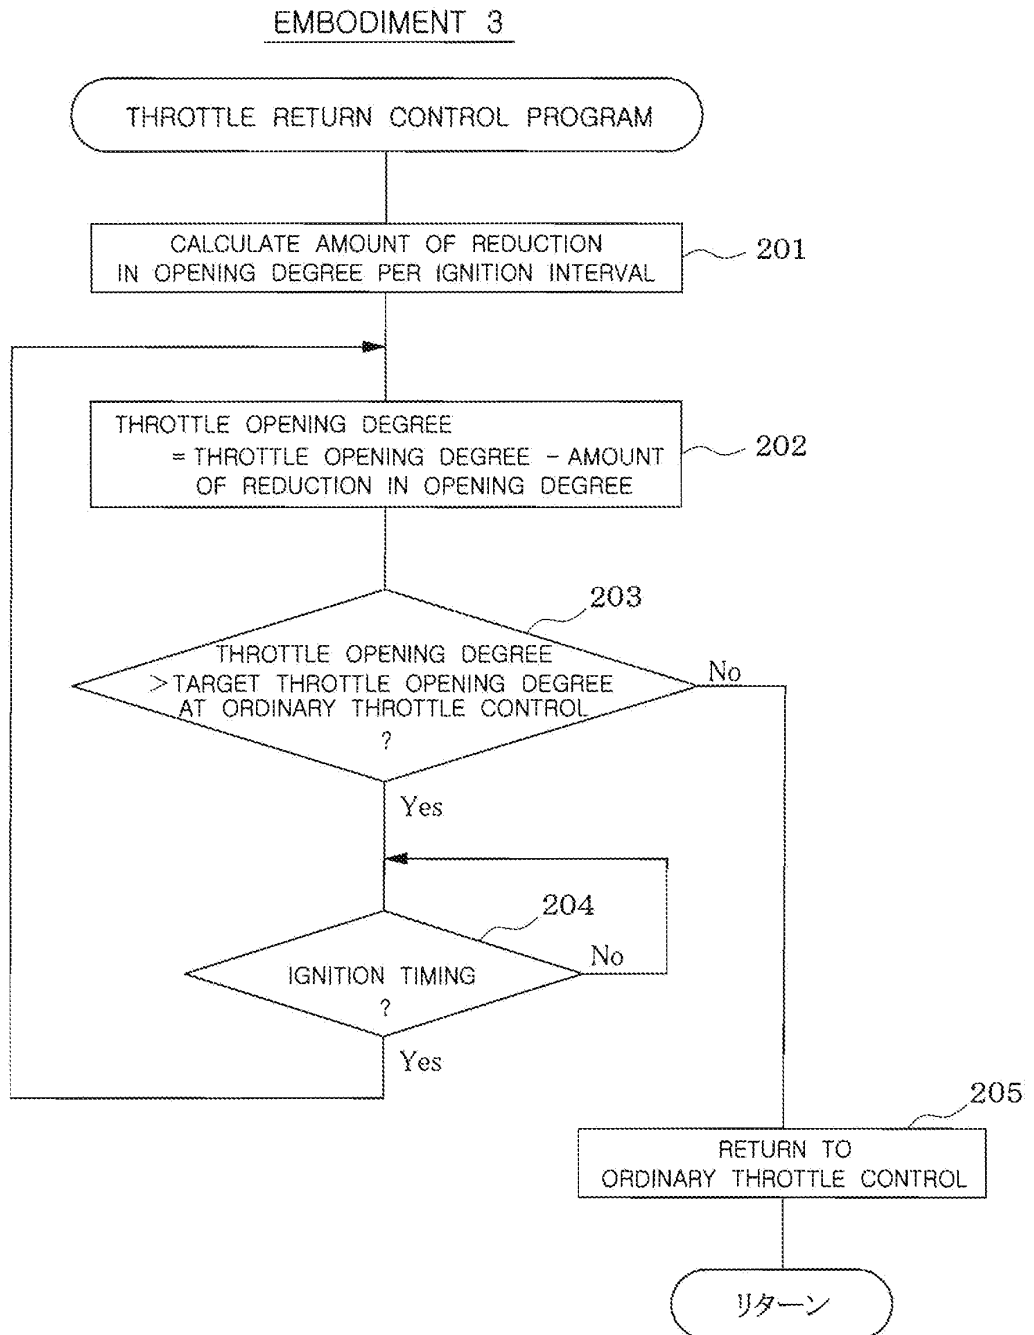 EMBODIMENT 3
THROTTLE RETURN CONTROL PROGRAM
CALCULATE AMOUNT OF REDUCTION
IN OPENING DEGREE PER IGNITION INTERVAL
201
THROTTLE OPENING DEGREE
= THROTTLE OPENING DEGREE - AMOUNT
OF REDUCTION IN OPENING DEGREE
202
203
THROTTLE OPENING DEGREE
> TARGET THROTTLE OPENING DEGREE
AT ORDINARY THROTTLE CONTROL
?
No
Yes
204
IGNITION TIMING
?
No
Yes
205
RETURN TO
ORDINARY THROTTLE CONTROL
リターン